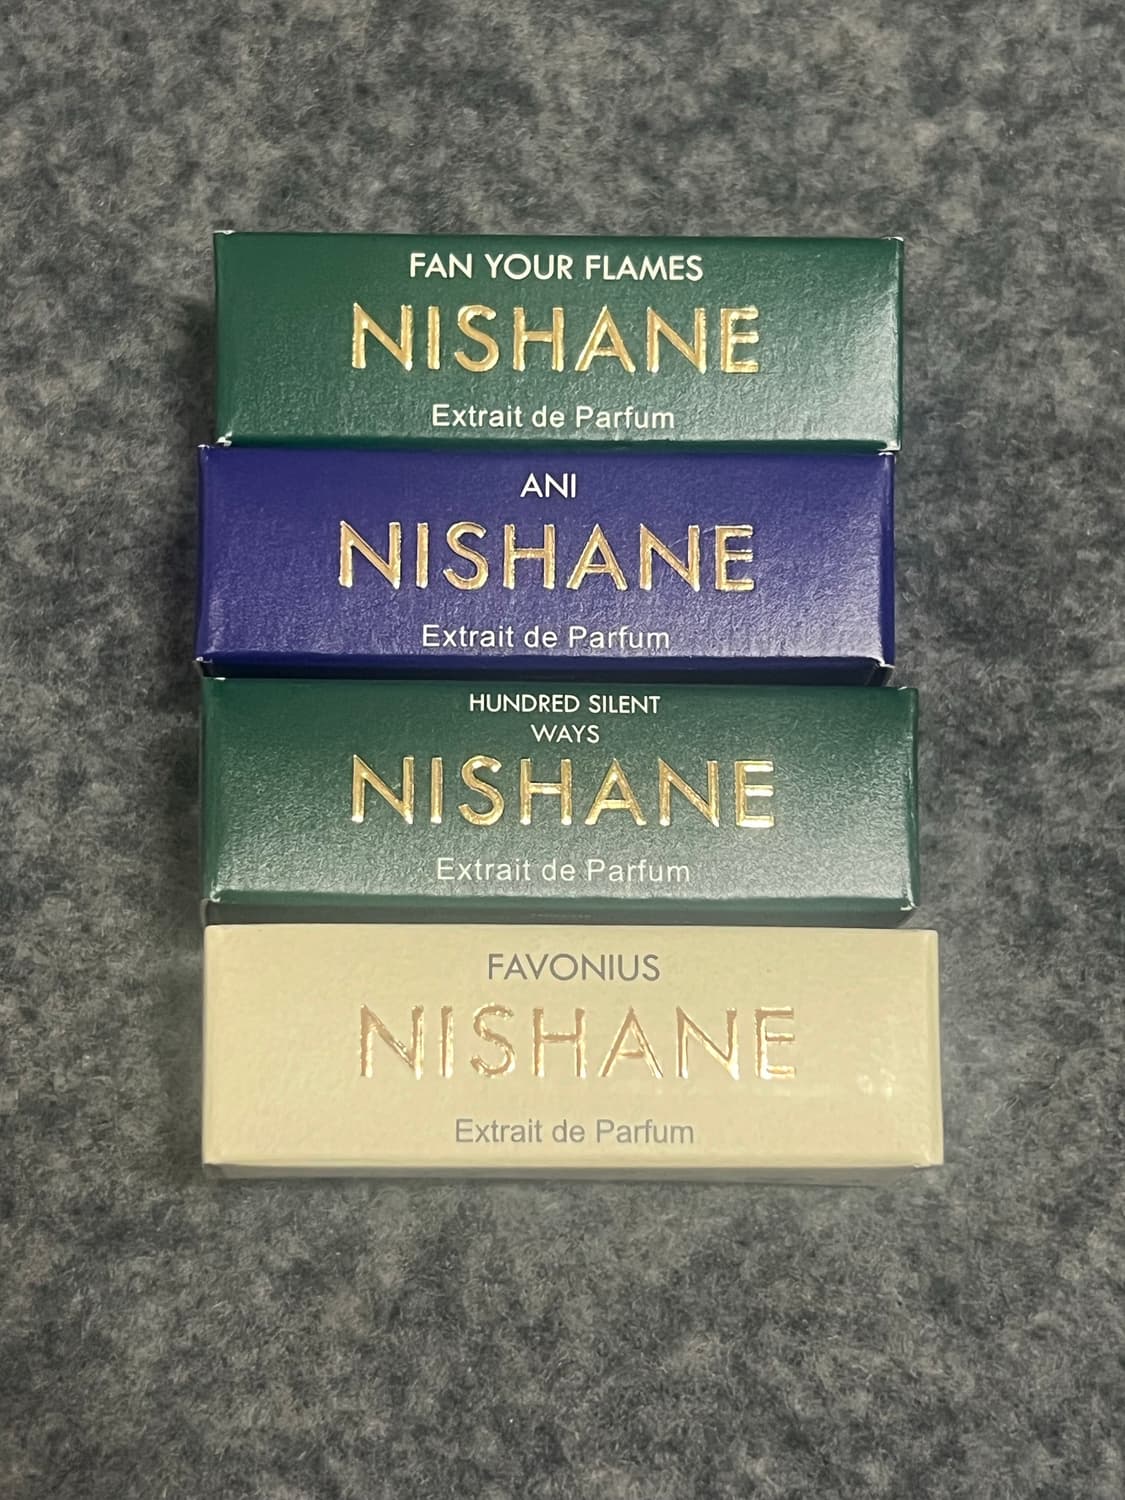 FAN YOUR FLAMES
NISHANE
Extrait de Parfum
ANI
NISHANE
Extrait de Parfum
HUNDRED SILENT
WAYS
NISHANE
Extrait de Parfum
FAVONIUS
NISHANE
Extrait de Parfum